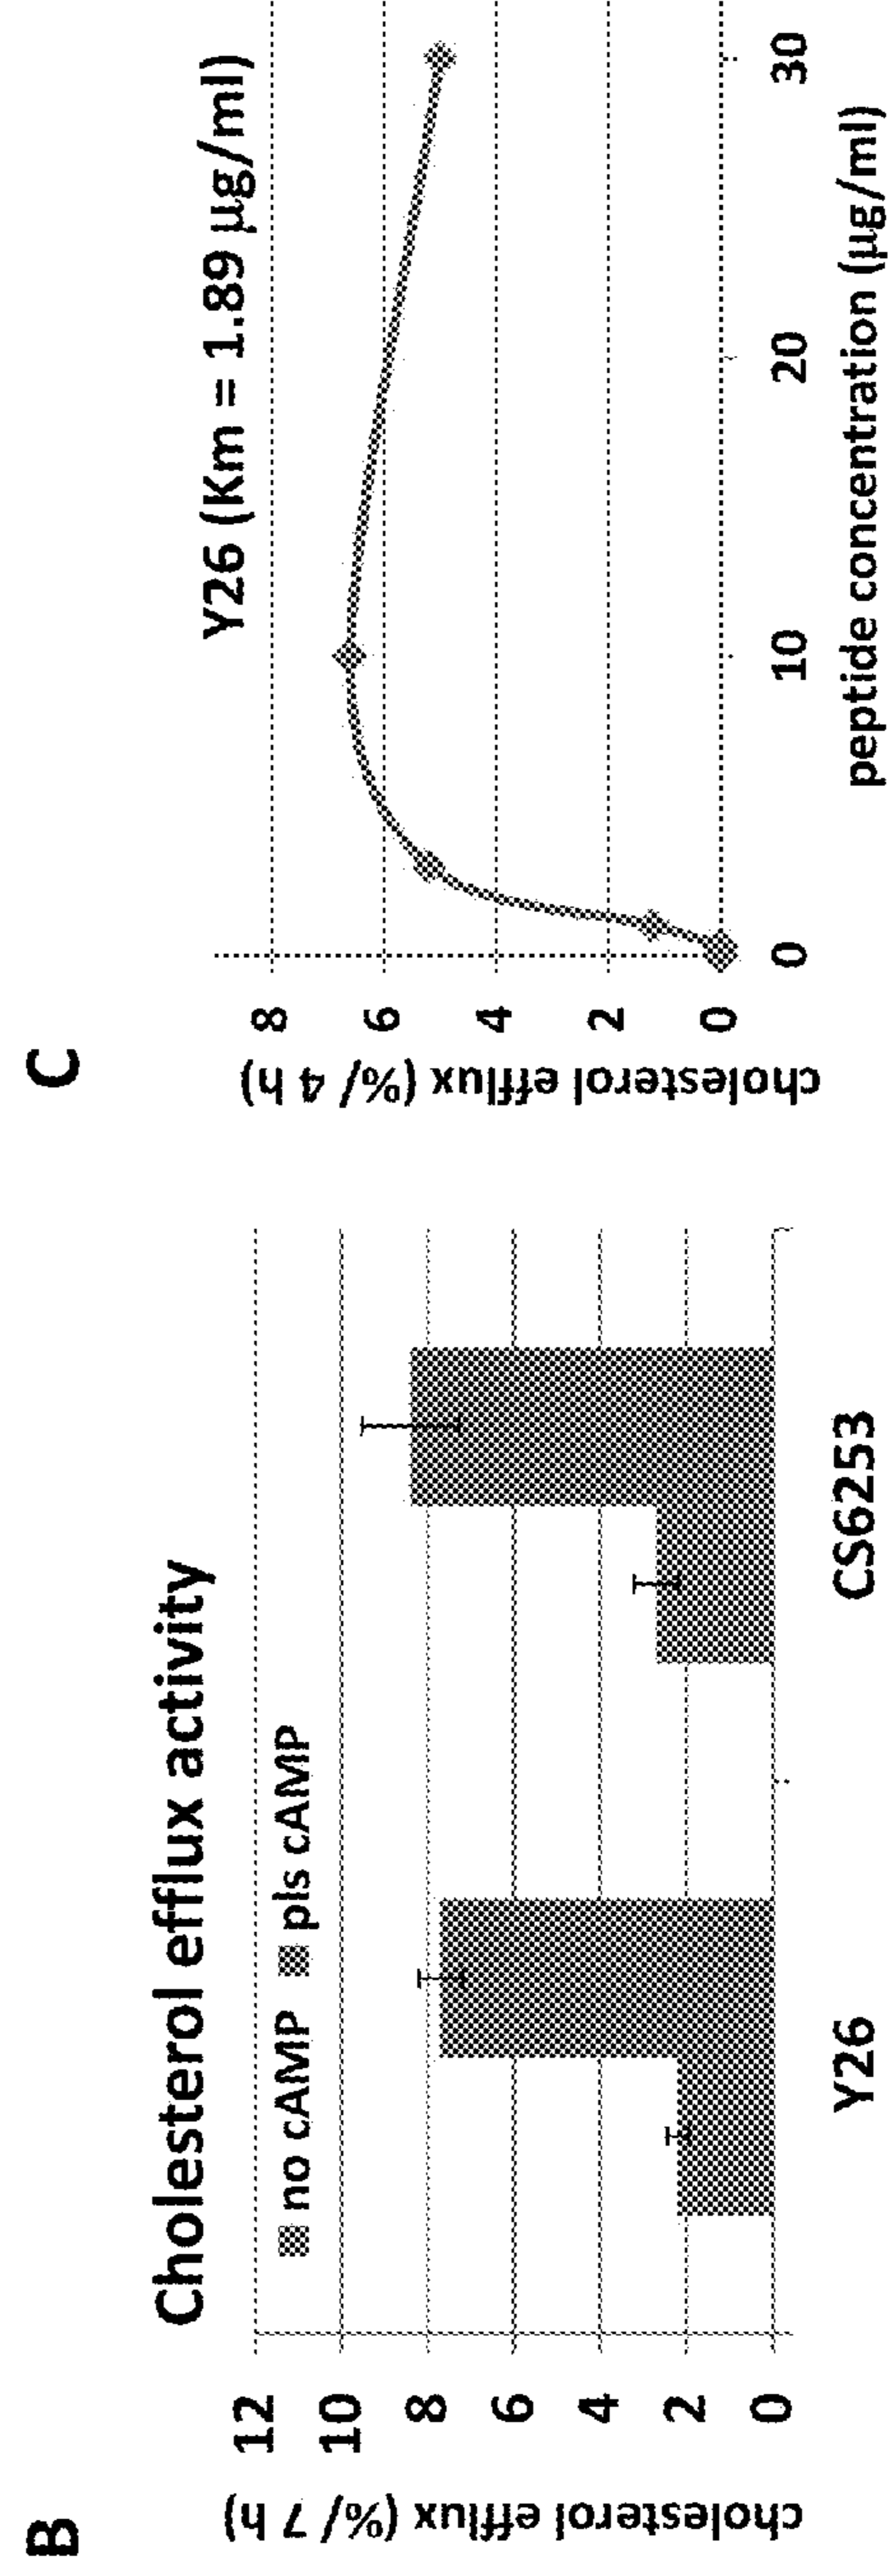 B
Cholesterol efflux activity
no cAMP pls cAMP
cholesterol efflux (%/ 7 h)
12
10
8
6
4
2
0
Y26 CS6253
C
Y26 (Km = 1.89 µg/ml)
cholesterol efflux (%/ 4 h)
8
6
4
2
0
0 10 20 30
peptide concentration (µg/ml)